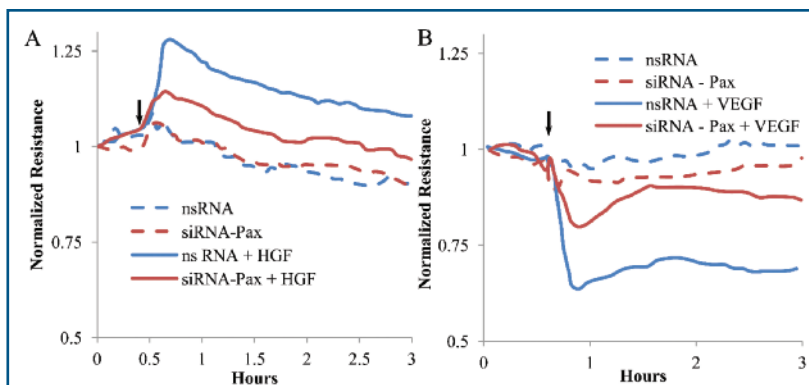 A
1.25
1
0.75
0.5
Normalized Resistance
nsRNA
siRNA-Pax
ns RNA + HGF
siRNA-Pax + HGF
0
0.5
1
1.5
2
2.5
3
Hours
B
1.25
1
0.75
0.5
Normalized Resistance
nsRNA
siRNA - Pax
nsRNA + VEGF
siRNA - Pax + VEGF
0
1
2
3
Hours